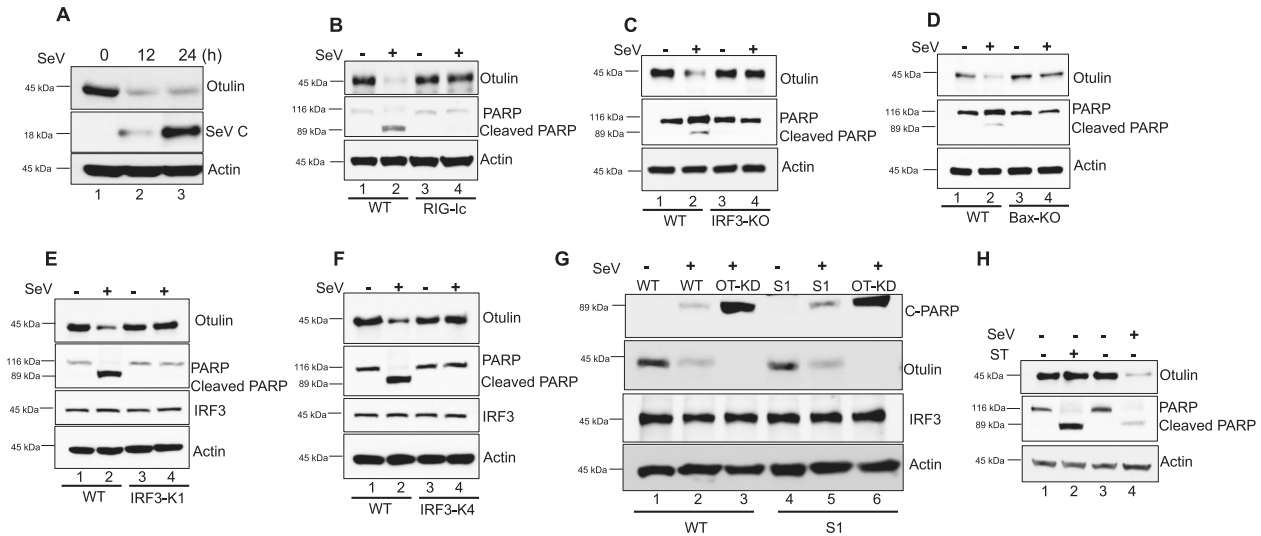 A
SeV 0 12 24 (h)
45 kDa Otulin
18 kDa SeV C
45 kDa Actin
1 2 3
B
SeV - + - +
45 kDa Otulin
116 kDa PARP
89 kDa Cleaved PARP
45 kDa Actin
1 2 3 4
WT RIG-Ic
C
SeV - + - +
45 kDa Otulin
116 kDa PARP
89 kDa Cleaved PARP
45 kDa Actin
1 2 3 4
WT IRF3-KO
D
SeV - + - +
45 kDa Otulin
116 kDa PARP
89 kDa Cleaved PARP
45 kDa Actin
1 2 3 4
WT Bax-KO
E
SeV - + - +
45 kDa Otulin
116 kDa PARP
89 kDa Cleaved PARP
45 kDa IRF3
45 kDa Actin
1 2 3 4
WT IRF3-K1
F
SeV - + - +
45 kDa Otulin
116 kDa PARP
89 kDa Cleaved PARP
45 kDa IRF3
45 kDa Actin
1 2 3 4
WT IRF3-K4
G
SeV - + + - + +
WT WT OT-KD S1 S1 OT-KD
89 kDa C-PARP
45 kDa Otulin
45 kDa IRF3
45 kDa Actin
1 2 3 4 5 6
WT S1
H
SeV - - - +
ST - + - -
45 kDa Otulin
116 kDa PARP
89 kDa Cleaved PARP
45 kDa Actin
1 2 3 4